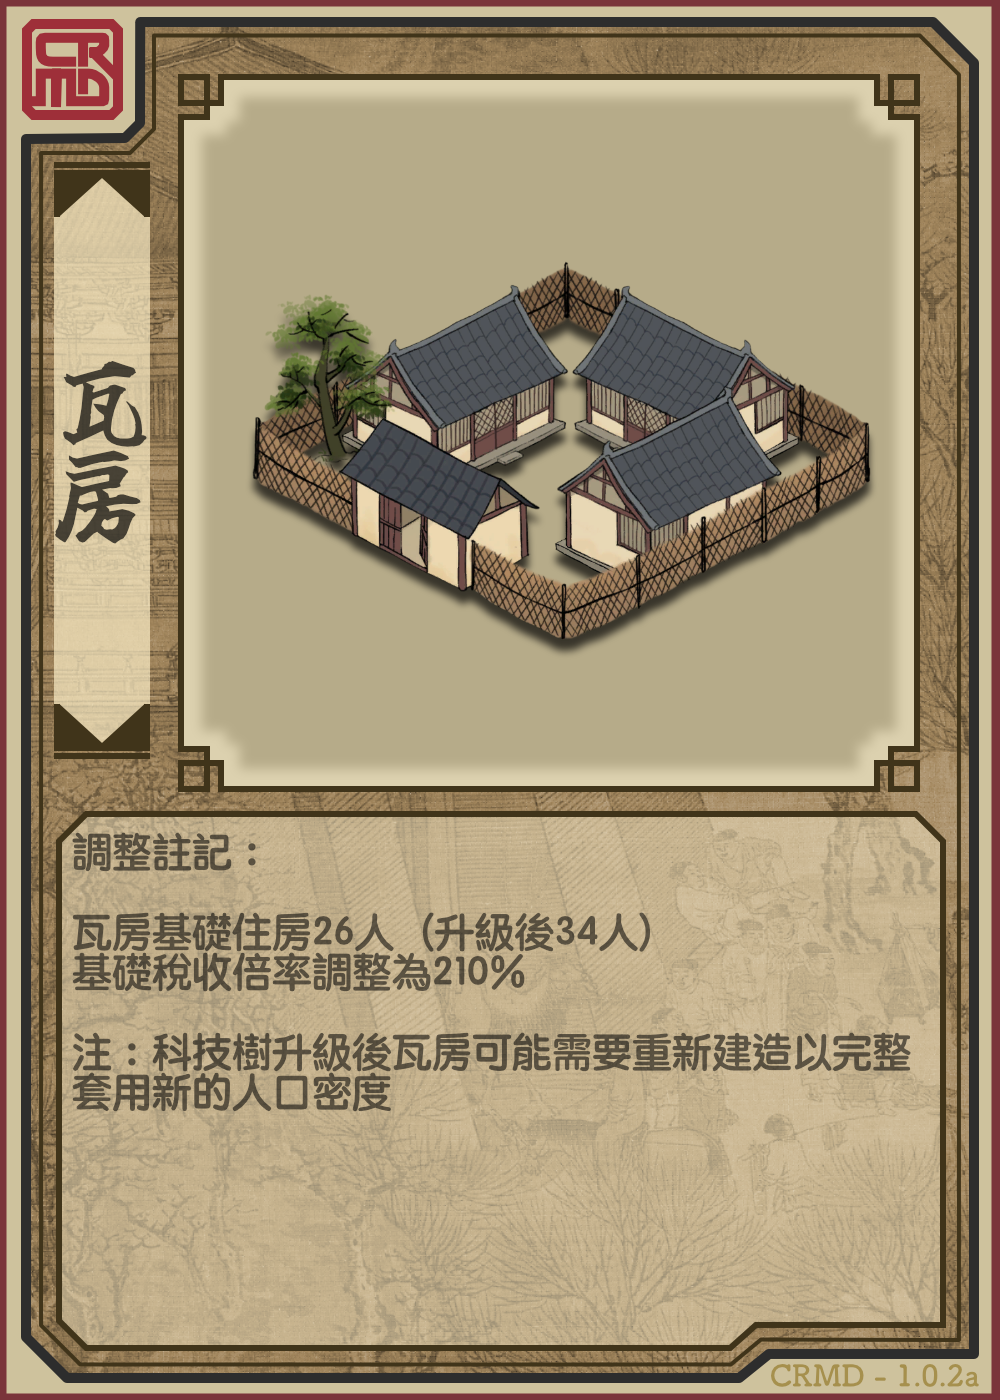 CRMD
瓦房
調整註記：
瓦房基礎住房26人（升級後34人）
基礎稅收倍率調整為210%
注：科技樹升級後瓦房可能需要重新建造以完整
套用新的人口密度
CRMD - 1.0.2a